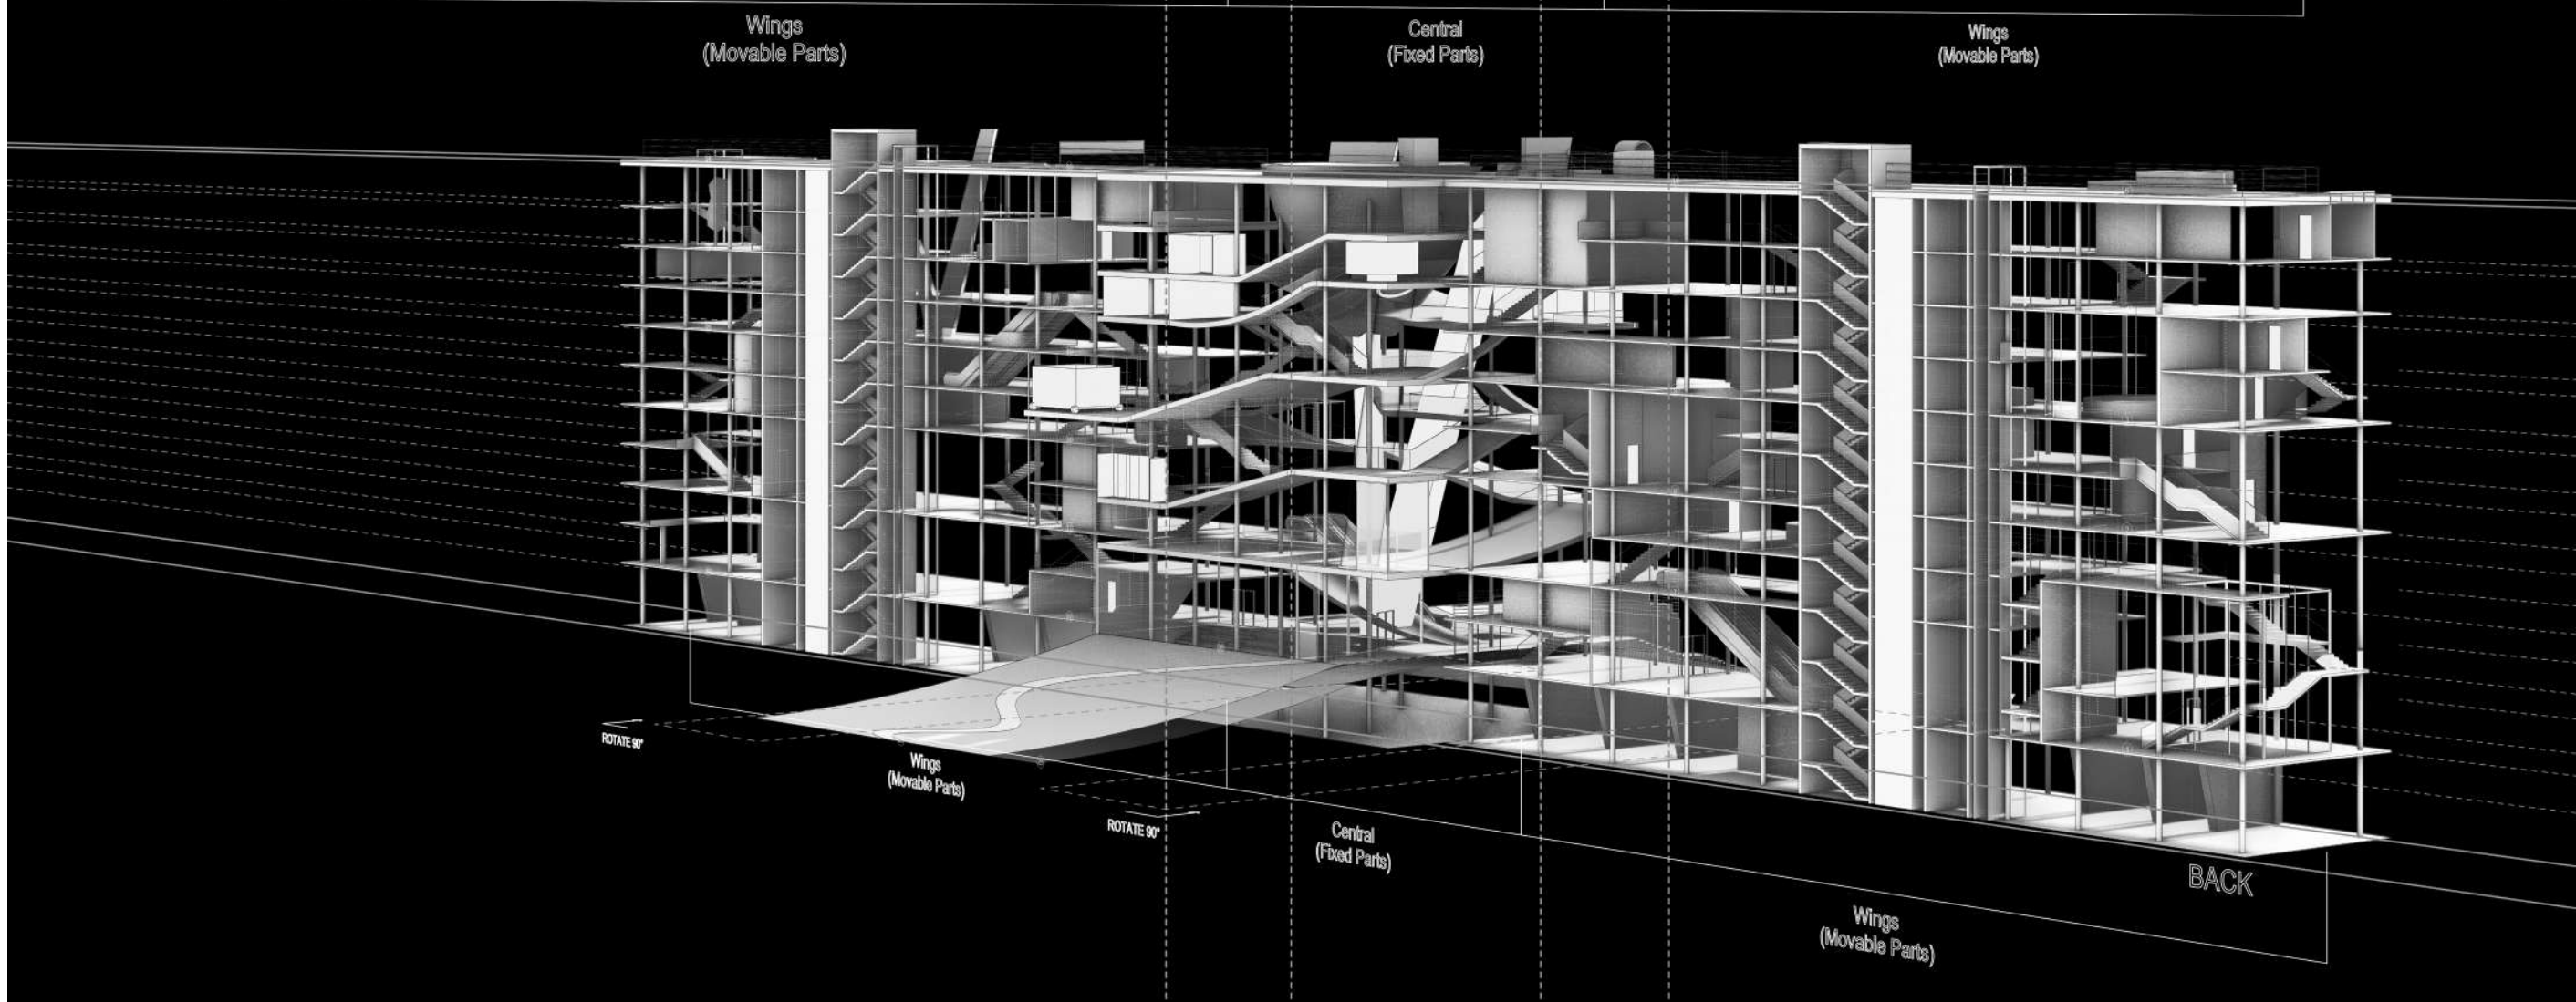 Wings
(Movable Parts)
Central
(Fixed Parts)
Wings
(Movable Parts)
ROTATE 90°
Wings
(Movable Parts)
ROTATE 90°
Central
(Fixed Parts)
BACK
Wings
(Movable Parts)